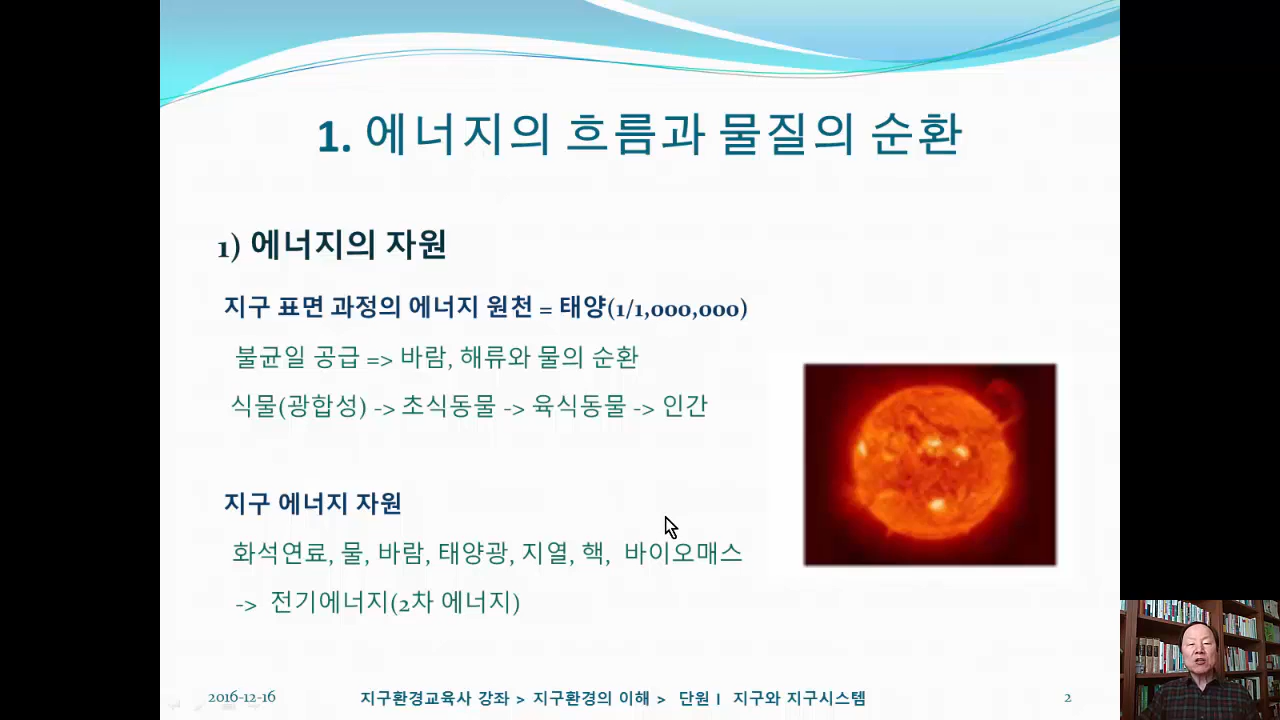 1. 에너지의 흐름과 물질의 순환
1) 에너지의 자원
지구 표면 과정의 에너지 원천 = 태양(1/1,000,000)
불균일 공급 => 바람, 해류와 물의 순환
식물(광합성) -> 초식동물 -> 육식동물 -> 인간
지구 에너지 자원
화석연료, 물, 바람, 태양광, 지열, 핵, 바이오매스
-> 전기에너지(2차 에너지)
2016-12-16
지구환경교육사 강좌 > 지구환경의 이해 > 단원 I 지구와 지구시스템
2